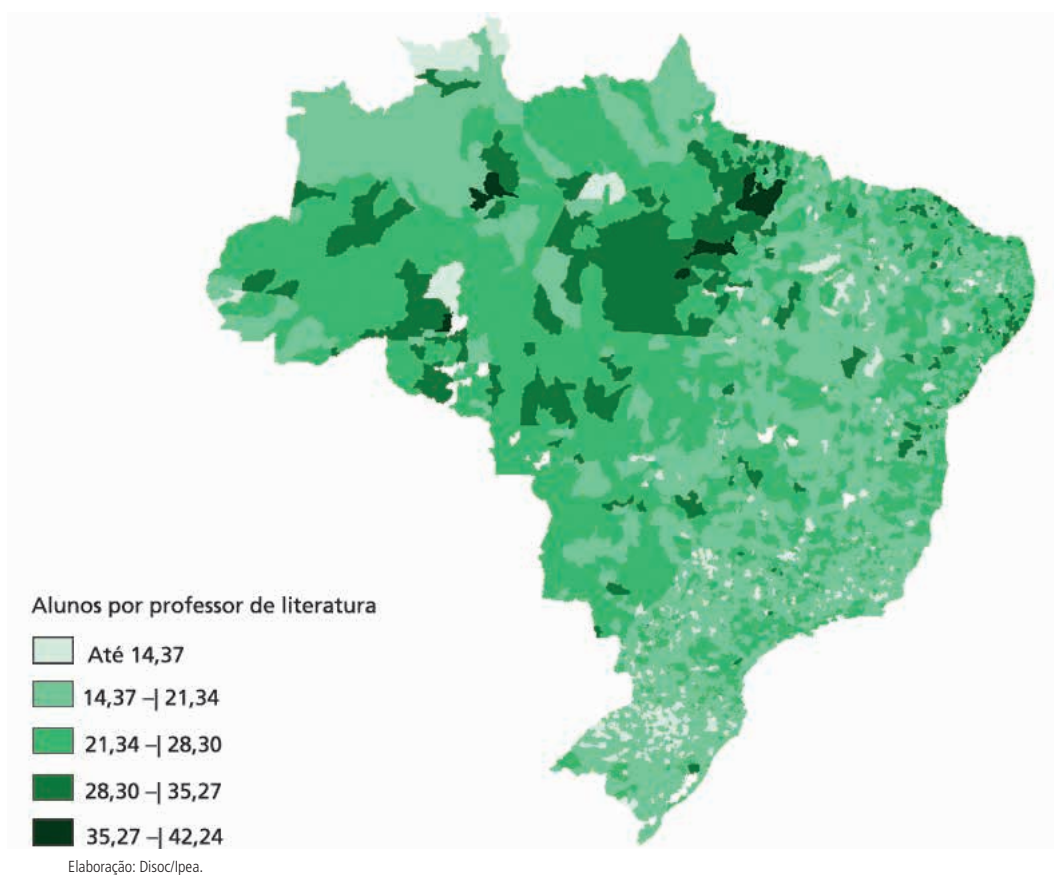 Alunos por professor de literatura
Até 14,37
14,37 –| 21,34
21,34 –| 28,30
28,30 –| 35,27
35,27 –| 42,24
Elaboração: Disoc/Ipea.